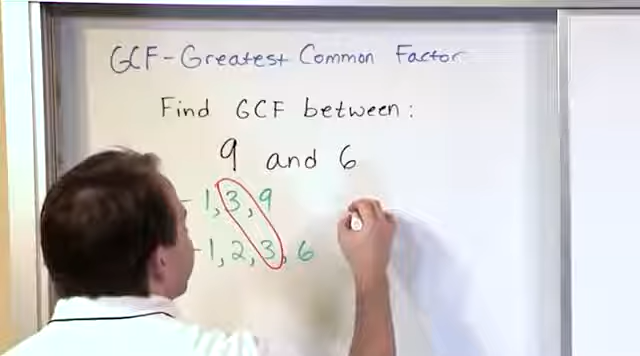 GCF-Greatest Common Factor
Find GCF between:
9 and 6
- 1, 3, 9
- 1, 2, 3, 6